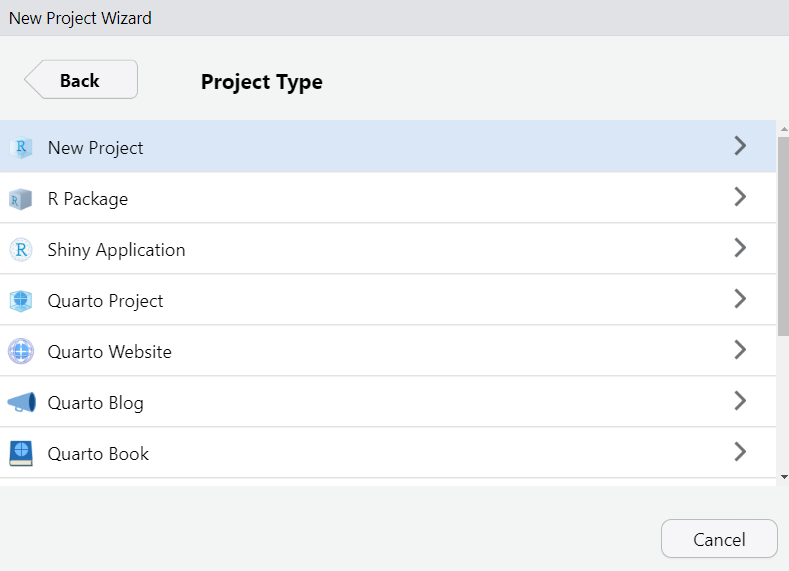 New Project Wizard
Back
Project Type
R New Project
R R Package
R Shiny Application
Quarto Project
Quarto Website
Quarto Blog
Quarto Book
Cancel